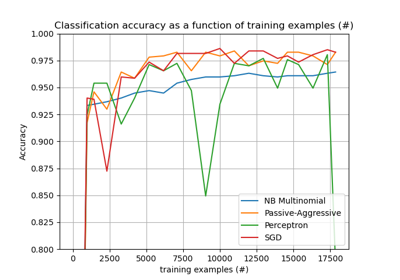 Classification accuracy as a function of training examples (#)
1.000
0.975
0.950
0.925
0.900
0.875
0.850
0.825
0.800
Accuracy
NB Multinomial
Passive-Aggressive
Perceptron
SGD
0 2500 5000 7500 10000 12500 15000 17500
training examples (#)